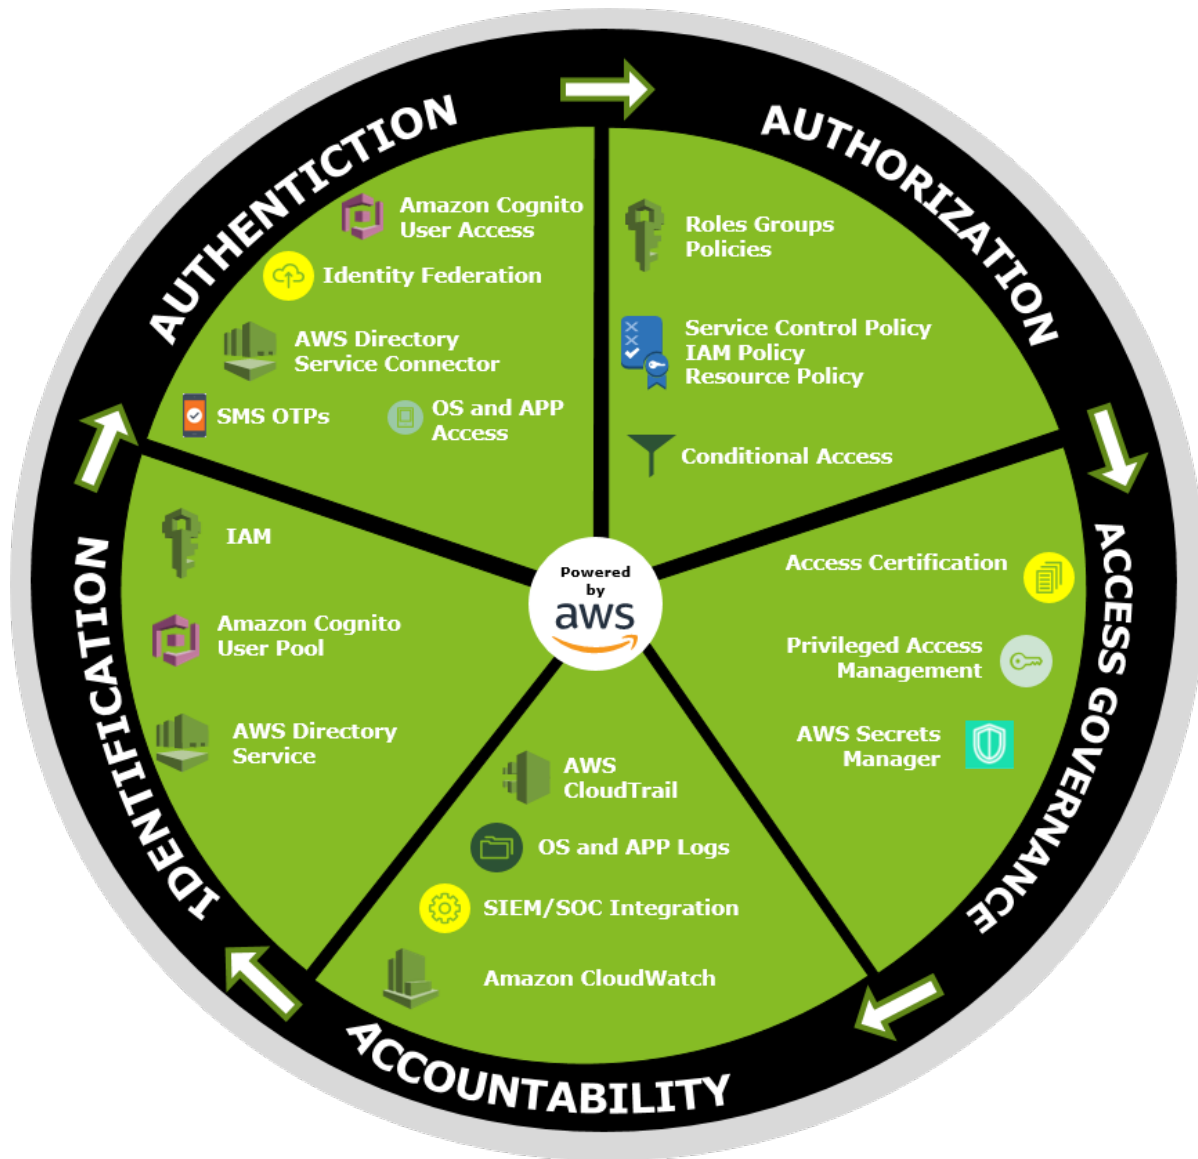 AUTHENTICTION
Amazon Cognito
User Access
Identity Federation
AWS Directory
Service Connector
SMS OTPs
OS and APP
Access
AUTHORIZATION
Roles Groups
Policies
Service Control Policy
IAM Policy
Resource Policy
Conditional Access
ACCESS GOVERNANCE
Access Certification
Privileged Access
Management
AWS Secrets
Manager
ACCOUNTABILITY
AWS
CloudTrail
OS and APP Logs
SIEM/SOC Integration
Amazon CloudWatch
IDENTIFICATION
IAM
Amazon Cognito
User Pool
AWS Directory
Service
Powered
by
aws